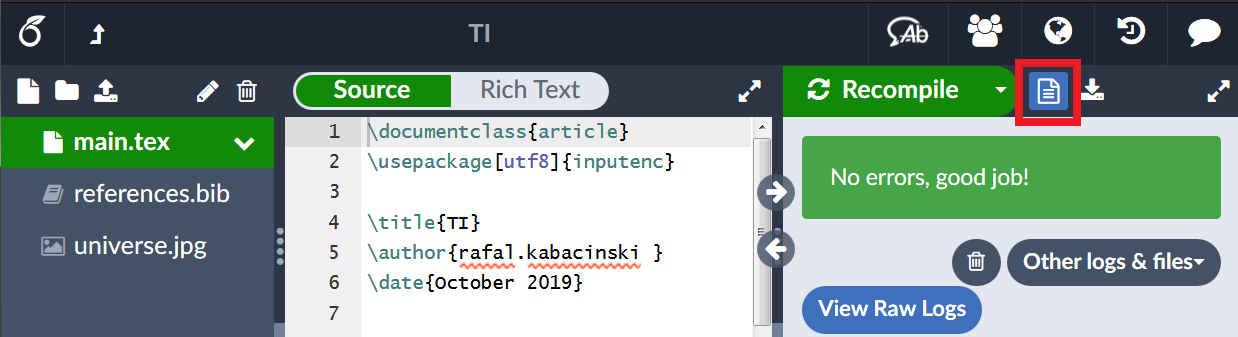 TI
Ab
Source Rich Text
Recompile
main.tex
references.bib
universe.jpg
1 \documentclass{article}
2 \usepackage[utf8]{inputenc}
3
4 \title{TI}
5 \author{rafal.kabacinski }
6 \date{October 2019}
7
No errors, good job!
Other logs & files
View Raw Logs